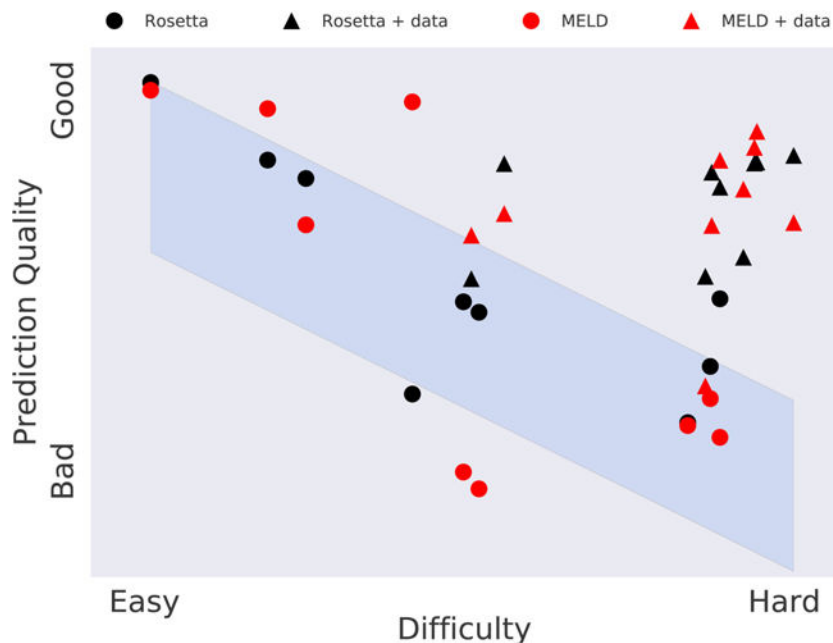 Rosetta Rosetta + data MELD MELD + data
Good
Prediction Quality
Bad
Easy Hard
Difficulty